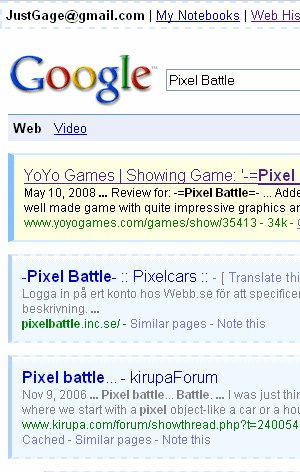 JustGage@gmail.com | My Notebooks | Web His
Google™ Pixel Battle
Web Video
YoYo Games | Showing Game: '-=Pixel
May 10, 2008 ... Review for: -=Pixel Battle=- ... Adde
well made game with quite impressive graphics an
www.yoyogames.com/games/show/35413 - 34k -
-Pixel Battle- :: Pixelcars :: - [ Translate thi
Logga in på ert konto hos Webb.se för att specificer
beskrivning. ...
pixelbattle.inc.se/ - Similar pages - Note this
Pixel battle... - kirupaForum
Nov 9, 2006 ... Pixel battle... Battle. ... I was just thin
where we start with a pixel object-like a car or a hou
www.kirupa.com/forum/showthread.php?t=240054
Cached - Similar pages - Note this